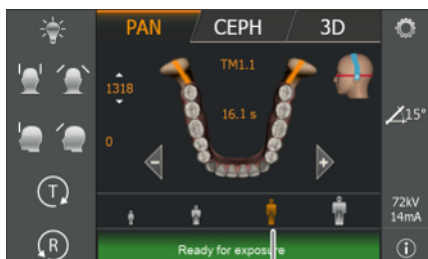 PAN CEPH 3D
TM1.1
1318
16.1 s
15°
0
T
72kV
14mA
R
Ready for exposure
i